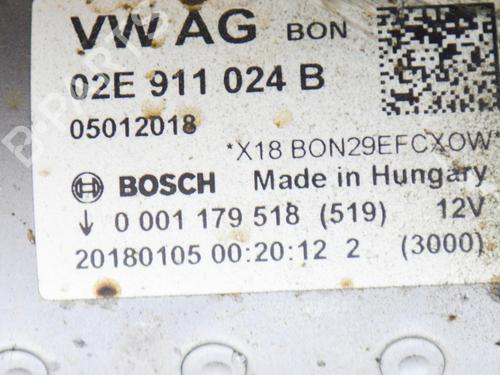 VW AG BON
02E 911 024 B
05012018
*X18 BON29EFCXOW
BOSCH Made in Hungary
↓ 0 001 179 518 (519) 12V
20180105 00:20:12 2 (3000)